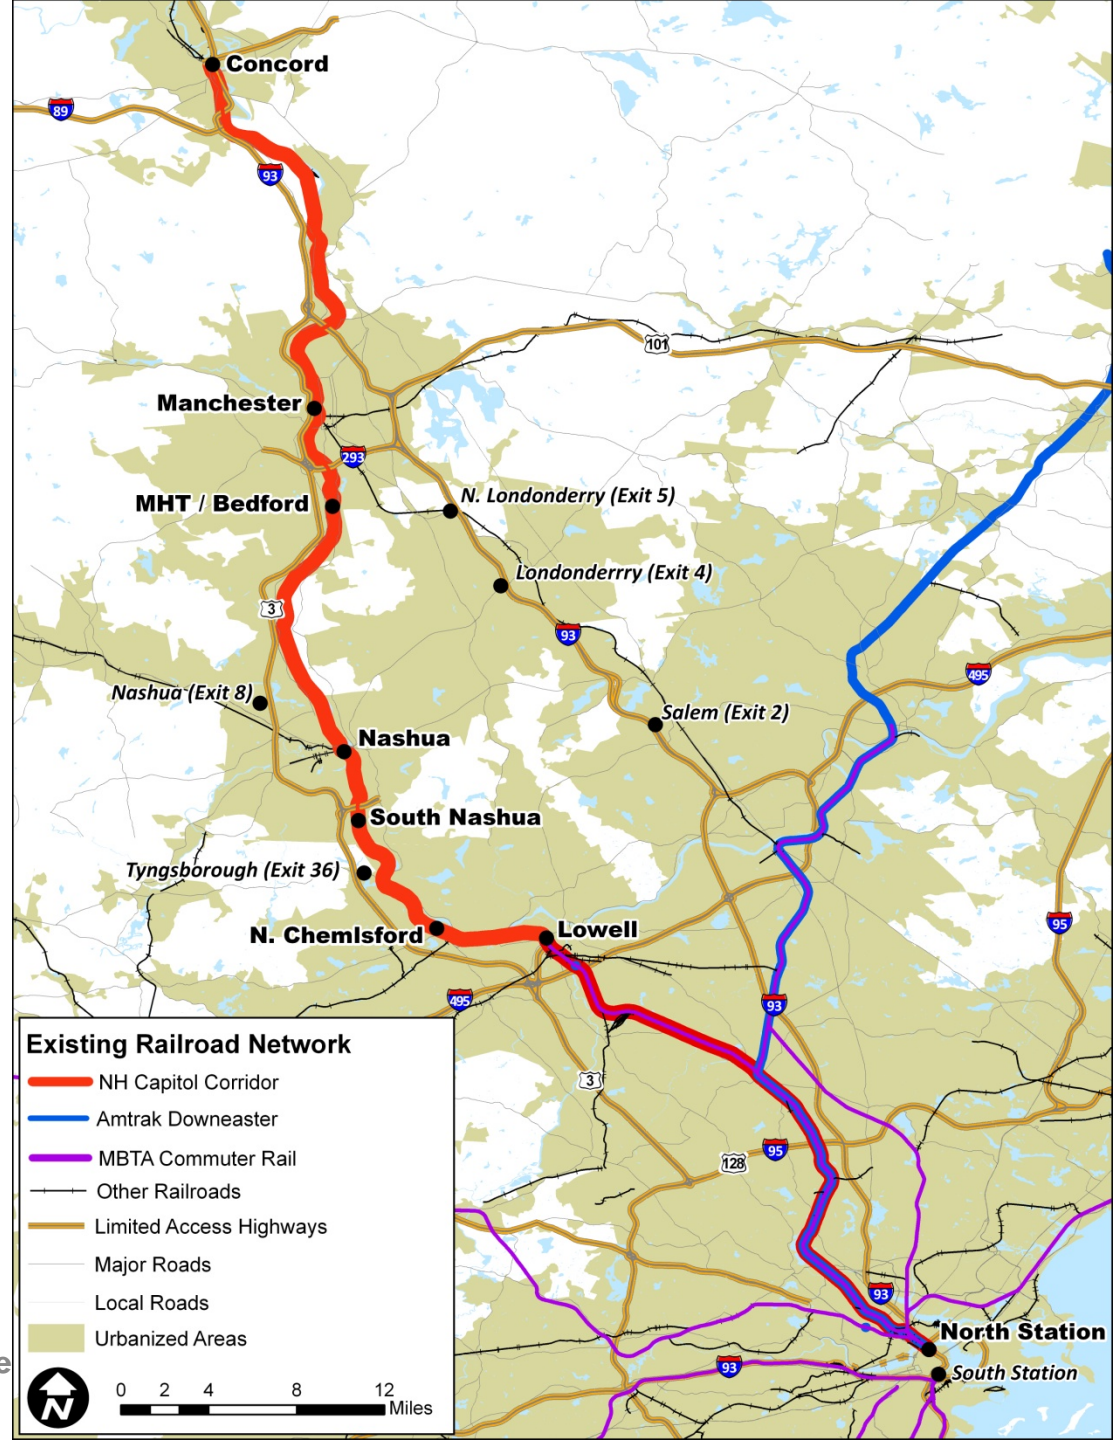 Concord
89
93
101
Manchester
293
N. Londonderry (Exit 5)
MHT / Bedford
Londonderrry (Exit 4)
3
93
495
Nashua (Exit 8)
Salem (Exit 2)
Nashua
South Nashua
Tyngsborough (Exit 36)
95
N. Chemlsford
Lowell
495
93
Existing Railroad Network
NH Capitol Corridor
3
Amtrak Downeaster
95
MBTA Commuter Rail
128
Other Railroads
Limited Access Highways
Major Roads
93
Local Roads
Urbanized Areas
North Station
e
93
South Station
N
0 2 4 8 12
Miles